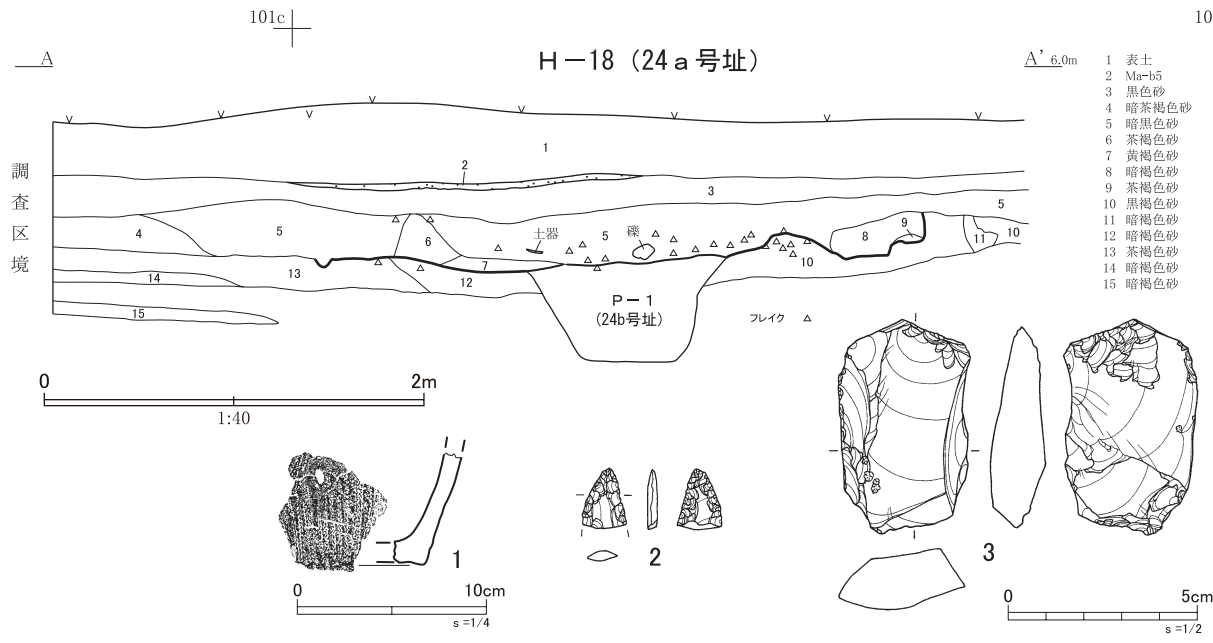 101c
10
A
H－18（24a号址）
A' 6.0m
1 表土
2 Ma-b5
3 黒色砂
4 暗茶褐色砂
5 暗黒色砂
6 茶褐色砂
7 黄褐色砂
8 暗褐色砂
9 茶褐色砂
10 黒褐色砂
11 暗褐色砂
12 暗褐色砂
13 茶褐色砂
14 暗褐色砂
15 暗褐色砂
調査区境
1
2
3
5
4
5
6
土器
5
礫
8
9
11
10
7
10
13
12
14
15
P－1
(24b号址)
フレイク △
0
2m
1:40
1
2
3
0
10cm
s=1/4
0
5cm
s=1/2